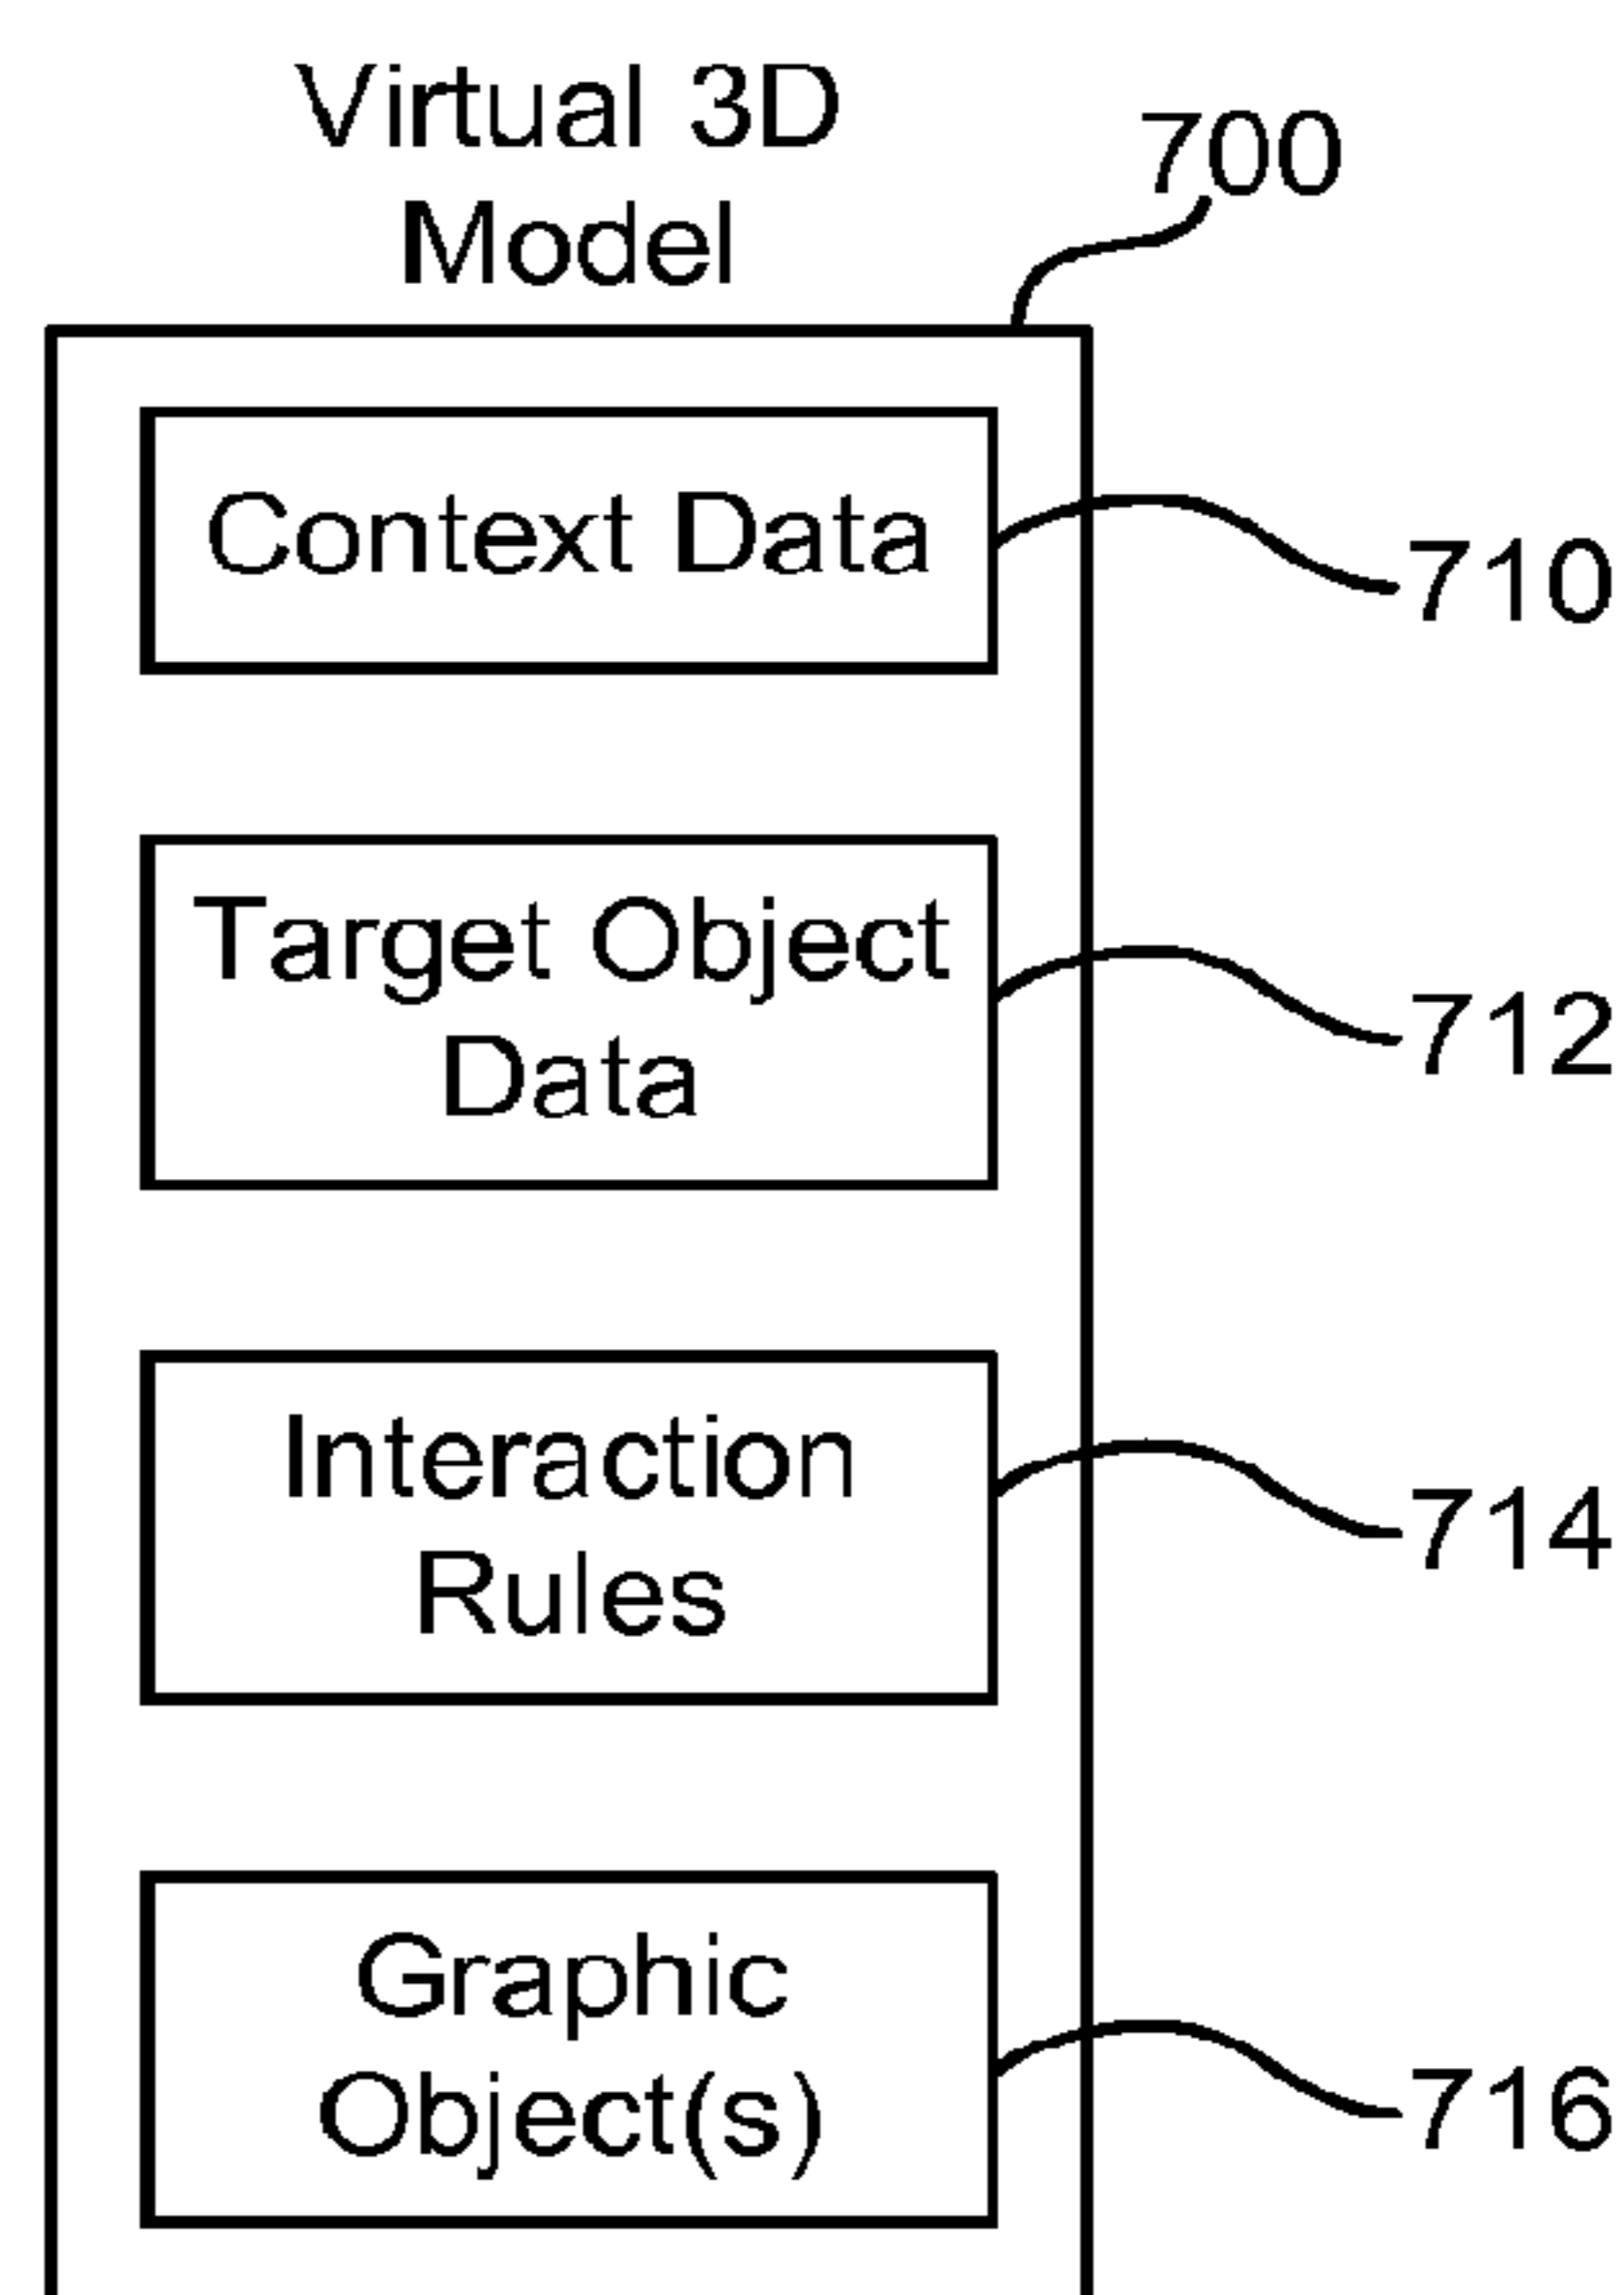 Virtual 3D
Model
700
Context Data
710
Target Object
Data
712
Interaction
Rules
714
Graphic
Object(s)
716